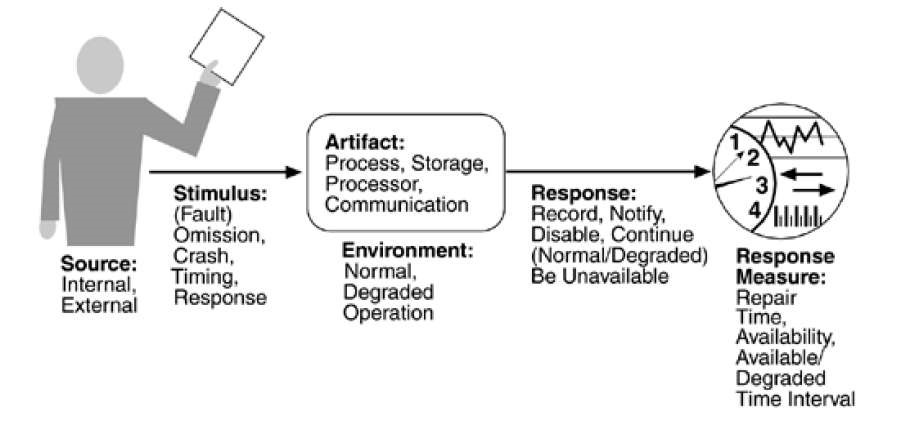 Source:
Internal,
External
Stimulus:
(Fault)
Omission,
Crash,
Timing,
Response
Artifact:
Process, Storage,
Processor,
Communication
Environment:
Normal,
Degraded
Operation
Response:
Record, Notify,
Disable, Continue
(Normal/Degraded)
Be Unavailable
1
2
3
4
Response
Measure:
Repair
Time,
Availability,
Available/
Degraded
Time Interval